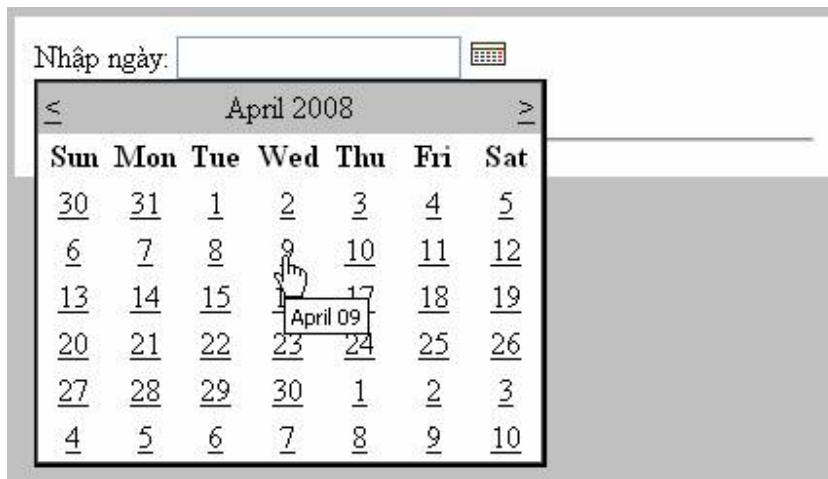 Nhập ngày:
< April 2008 >
Sun Mon Tue Wed Thu Fri Sat
30 31 1 2 3 4 5
6 7 8 9 10 11 12
13 14 15 17 18 19
April 09
20 21 22 23 24 25 26
27 28 29 30 1 2 3
4 5 6 7 8 9 10